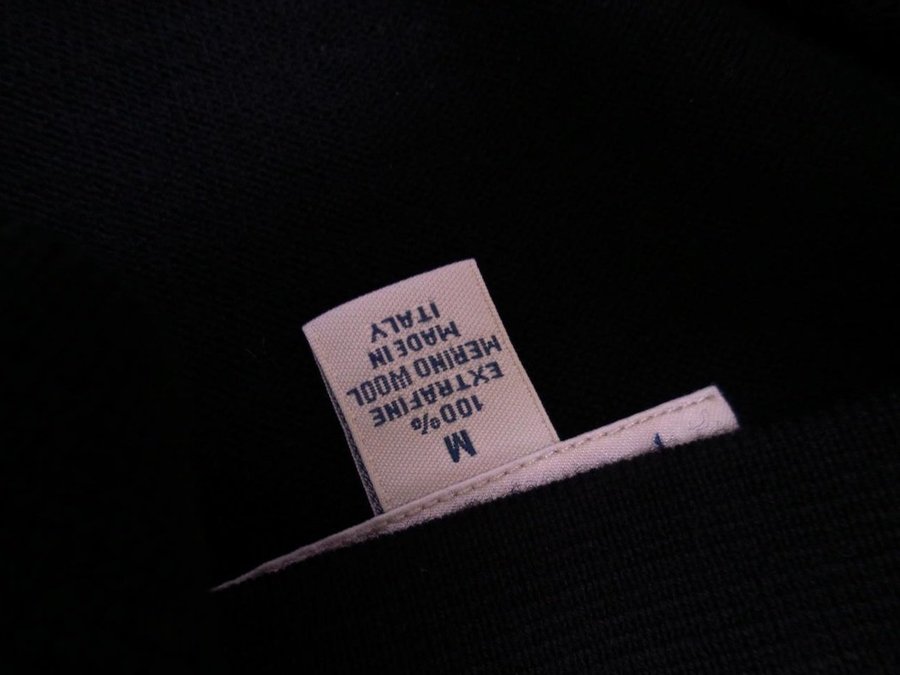 M
100%
EXTRAFINE
MERINO WOOL
MADE IN
ITALY